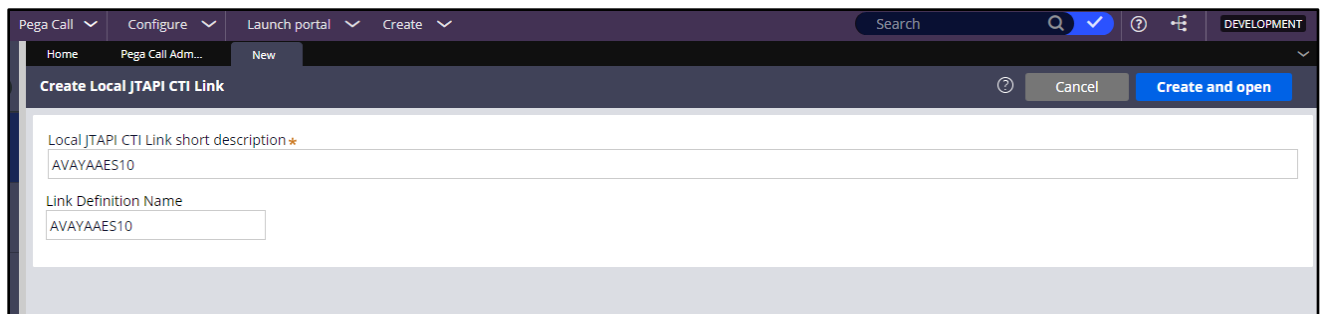 Pega Call Configure Launch portal Create Search DEVELOPMENT
Home Pega Call Adm... New
Create Local JTAPI CTI Link Cancel Create and open
Local JTAPI CTI Link short description *
AVAYAAES10
Link Definition Name
AVAYAAES10